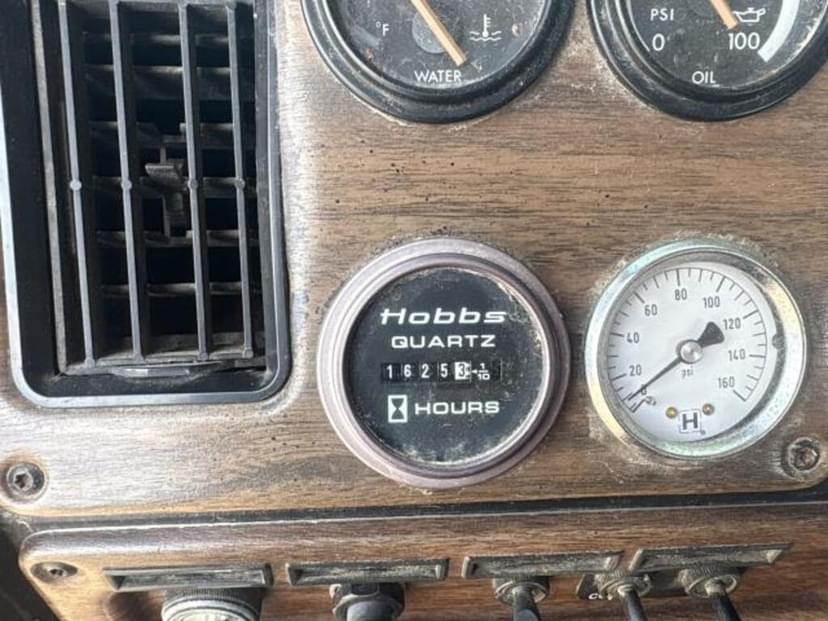 °F
WATER
PSI
0 100
OIL
Hobbs
QUARTZ
16253 1/10
HOURS
0 20 40 60 80 100 120 140 160
psi
H